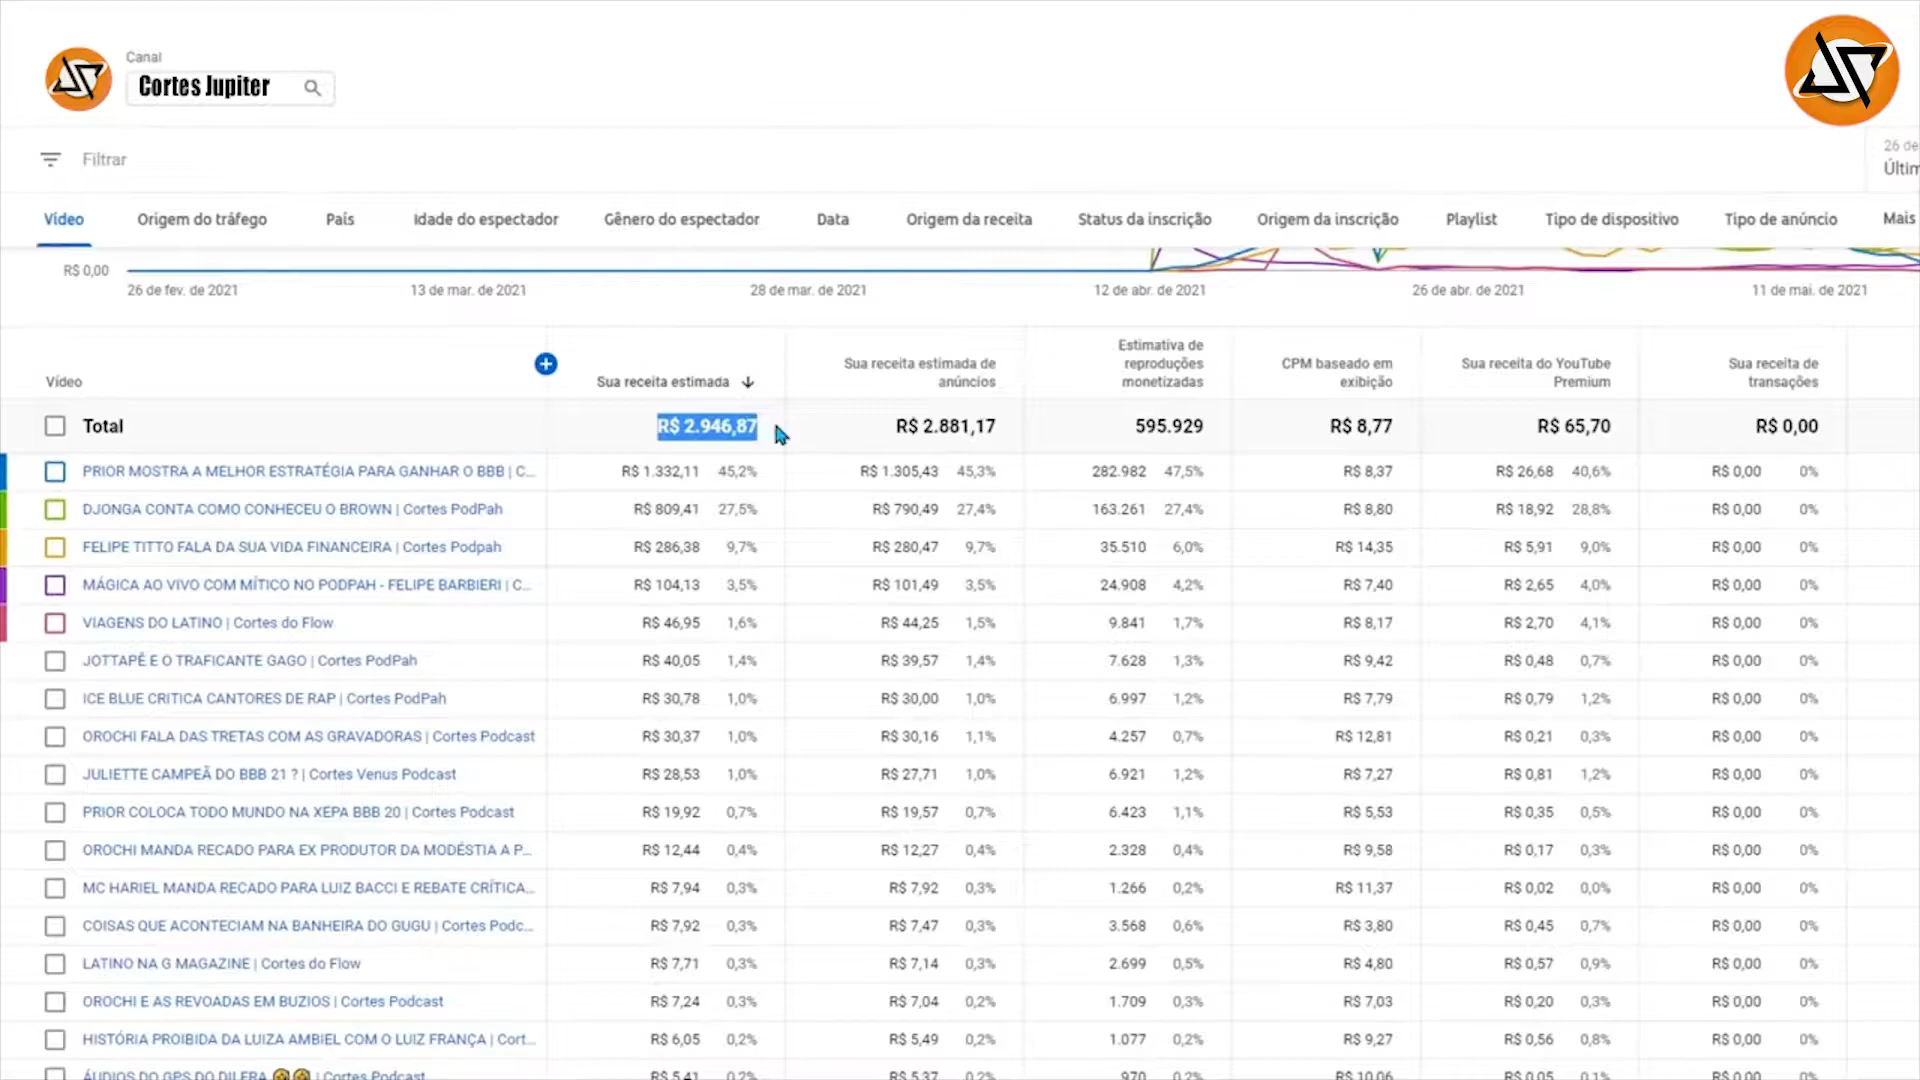 Canal
Cortes Jupiter
Filtrar
26 de
Últim
Vídeo Origem do tráfego País Idade do espectador Gênero do espectador Data Origem da receita Status da inscrição Origem da inscrição Playlist Tipo de dispositivo Tipo de anúncio Mais
R$ 0,00
26 de fev. de 2021 13 de mar. de 2021 28 de mar. de 2021 12 de abr. de 2021 26 de abr. de 2021 11 de mai. de 2021
Vídeo
Sua receita estimada
Sua receita estimada de
anúncios
Estimativa de
reproduções
monetizadas
CPM baseado em
exibição
Sua receita do YouTube
Premium
Sua receita de
transações
Total R$ 2.946,87 R$ 2.881,17 595.929 R$ 8,77 R$ 65,70 R$ 0,00
PRIOR MOSTRA A MELHOR ESTRATÉGIA PARA GANHAR O BBB | C... R$ 1.332,11 45,2% R$ 1.305,43 45,3% 282.982 47,5% R$ 8,37 R$ 26,68 40,6% R$ 0,00 0%
DJONGA CONTA COMO CONHECEU O BROWN | Cortes PodPah R$ 809,41 27,5% R$ 790,49 27,4% 163.261 27,4% R$ 8,80 R$ 18,92 28,8% R$ 0,00 0%
FELIPE TITTO FALA DA SUA VIDA FINANCEIRA | Cortes Podpah R$ 286,38 9,7% R$ 280,47 9,7% 35.510 6,0% R$ 14,35 R$ 5,91 9,0% R$ 0,00 0%
MÁGICA AO VIVO COM MÍTICO NO PODPAH - FELIPE BARBIERI | C... R$ 104,13 3,5% R$ 101,49 3,5% 24.908 4,2% R$ 7,40 R$ 2,65 4,0% R$ 0,00 0%
VIAGENS DO LATINO | Cortes do Flow R$ 46,95 1,6% R$ 44,25 1,5% 9.841 1,7% R$ 8,17 R$ 2,70 4,1% R$ 0,00 0%
JOTTAPÊ E O TRAFICANTE GAGO | Cortes PodPah R$ 40,05 1,4% R$ 39,57 1,4% 7.628 1,3% R$ 9,42 R$ 0,48 0,7% R$ 0,00 0%
ICE BLUE CRITICA CANTORES DE RAP | Cortes PodPah R$ 30,78 1,0% R$ 30,00 1,0% 6.997 1,2% R$ 7,79 R$ 0,79 1,2% R$ 0,00 0%
OROCHI FALA DAS TRETAS COM AS GRAVADORAS | Cortes Podcast R$ 30,37 1,0% R$ 30,16 1,1% 4.257 0,7% R$ 12,81 R$ 0,21 0,3% R$ 0,00 0%
JULIETTE CAMPEÃ DO BBB 21 ? | Cortes Venus Podcast R$ 28,53 1,0% R$ 27,71 1,0% 6.921 1,2% R$ 7,27 R$ 0,81 1,2% R$ 0,00 0%
PRIOR COLOCA TODO MUNDO NA XEPA BBB 20 | Cortes Podcast R$ 19,92 0,7% R$ 19,57 0,7% 6.423 1,1% R$ 5,53 R$ 0,35 0,5% R$ 0,00 0%
OROCHI MANDA RECADO PARA EX PRODUTOR DA MODÉSTIA A P... R$ 12,44 0,4% R$ 12,27 0,4% 2.328 0,4% R$ 9,58 R$ 0,17 0,3% R$ 0,00 0%
MC HARIEL MANDA RECADO PARA LUIZ BACCI E REBATE CRÍTICA... R$ 7,94 0,3% R$ 7,92 0,3% 1.266 0,2% R$ 11,37 R$ 0,02 0,0% R$ 0,00 0%
COISAS QUE ACONTECIAM NA BANHEIRA DO GUGU | Cortes Podc... R$ 7,92 0,3% R$ 7,47 0,3% 3.568 0,6% R$ 3,80 R$ 0,45 0,7% R$ 0,00 0%
LATINO NA G MAGAZINE | Cortes do Flow R$ 7,71 0,3% R$ 7,14 0,3% 2.699 0,5% R$ 4,80 R$ 0,57 0,9% R$ 0,00 0%
OROCHI E AS REVOADAS EM BUZIOS | Cortes Podcast R$ 7,24 0,3% R$ 7,04 0,2% 1.709 0,3% R$ 7,03 R$ 0,20 0,3% R$ 0,00 0%
HISTÓRIA PROIBIDA DA LUIZA AMBIEL COM O LUIZ FRANÇA | Cort... R$ 6,05 0,2% R$ 5,49 0,2% 1.077 0,2% R$ 9,27 R$ 0,56 0,8% R$ 0,00 0%
ÁUDIOS DO GPS DO DILERA | Cortes Podcast R$ 5,41 0,2% R$ 5,37 0,2% 970 0,2% R$ 10,06 R$ 0,05 0,1% R$ 0,00 0%